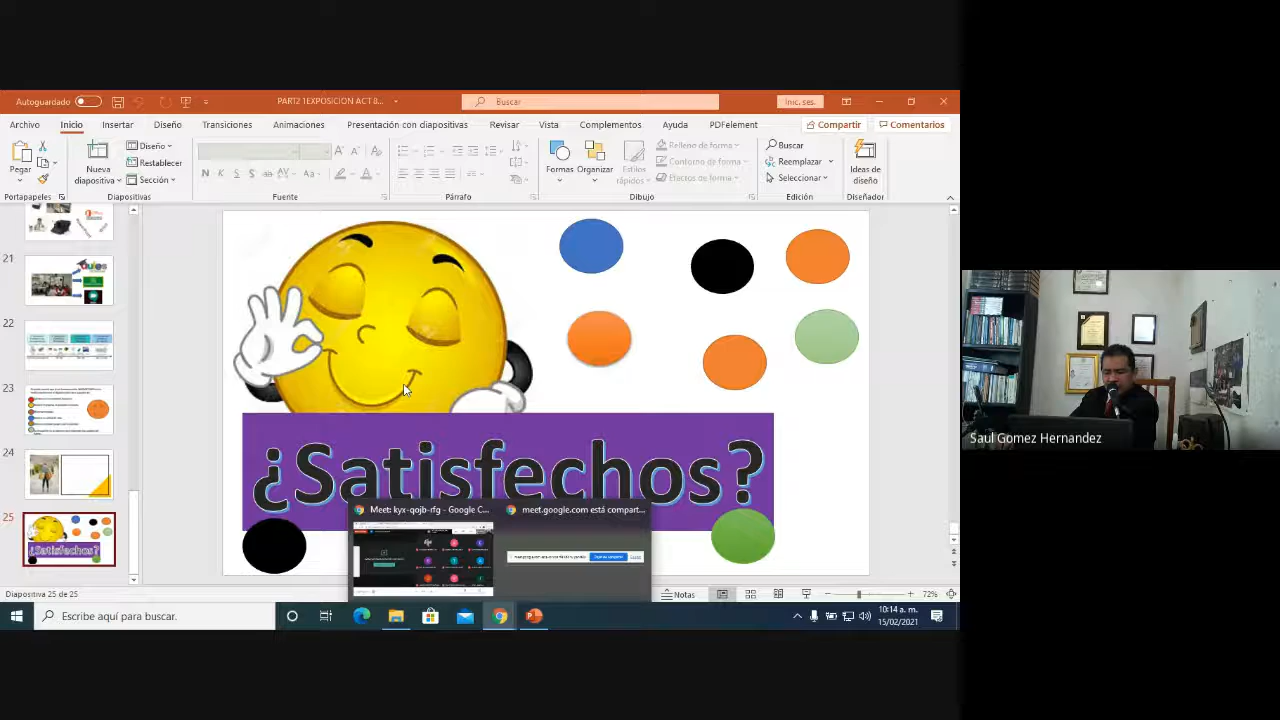 Autoguardado
PART2 1EXPOSICION ACT 8...
Buscar
Inic. ses.
Archivo
Inicio
Insertar
Diseño
Transiciones
Animaciones
Presentación con diapositivas
Revisar
Vista
Complementos
Ayuda
PDFelement
Compartir
Comentarios
Pegar
Nueva
diapositiva
Diseño
Restablecer
Sección
N K S
Aa
Formas
Organizar
Estilos
rápidos
Relleno de forma
Contorno de forma
Efectos de forma
Buscar
Reemplazar
Seleccionar
Ideas de
diseño
Portapapeles
Diapositivas
Fuente
Párrafo
Dibujo
Edición
Diseñador
21
22
23
24
25
¿Satisfechos?
¿Satisfechos?
Meet: kyx-qojb-rfg - Google C...
meet.google.com está compart...
Diapositiva 25 de 25
Notas
72%
Escribe aquí para buscar.
10:14 a. m.
15/02/2021
Saul Gomez Hernandez